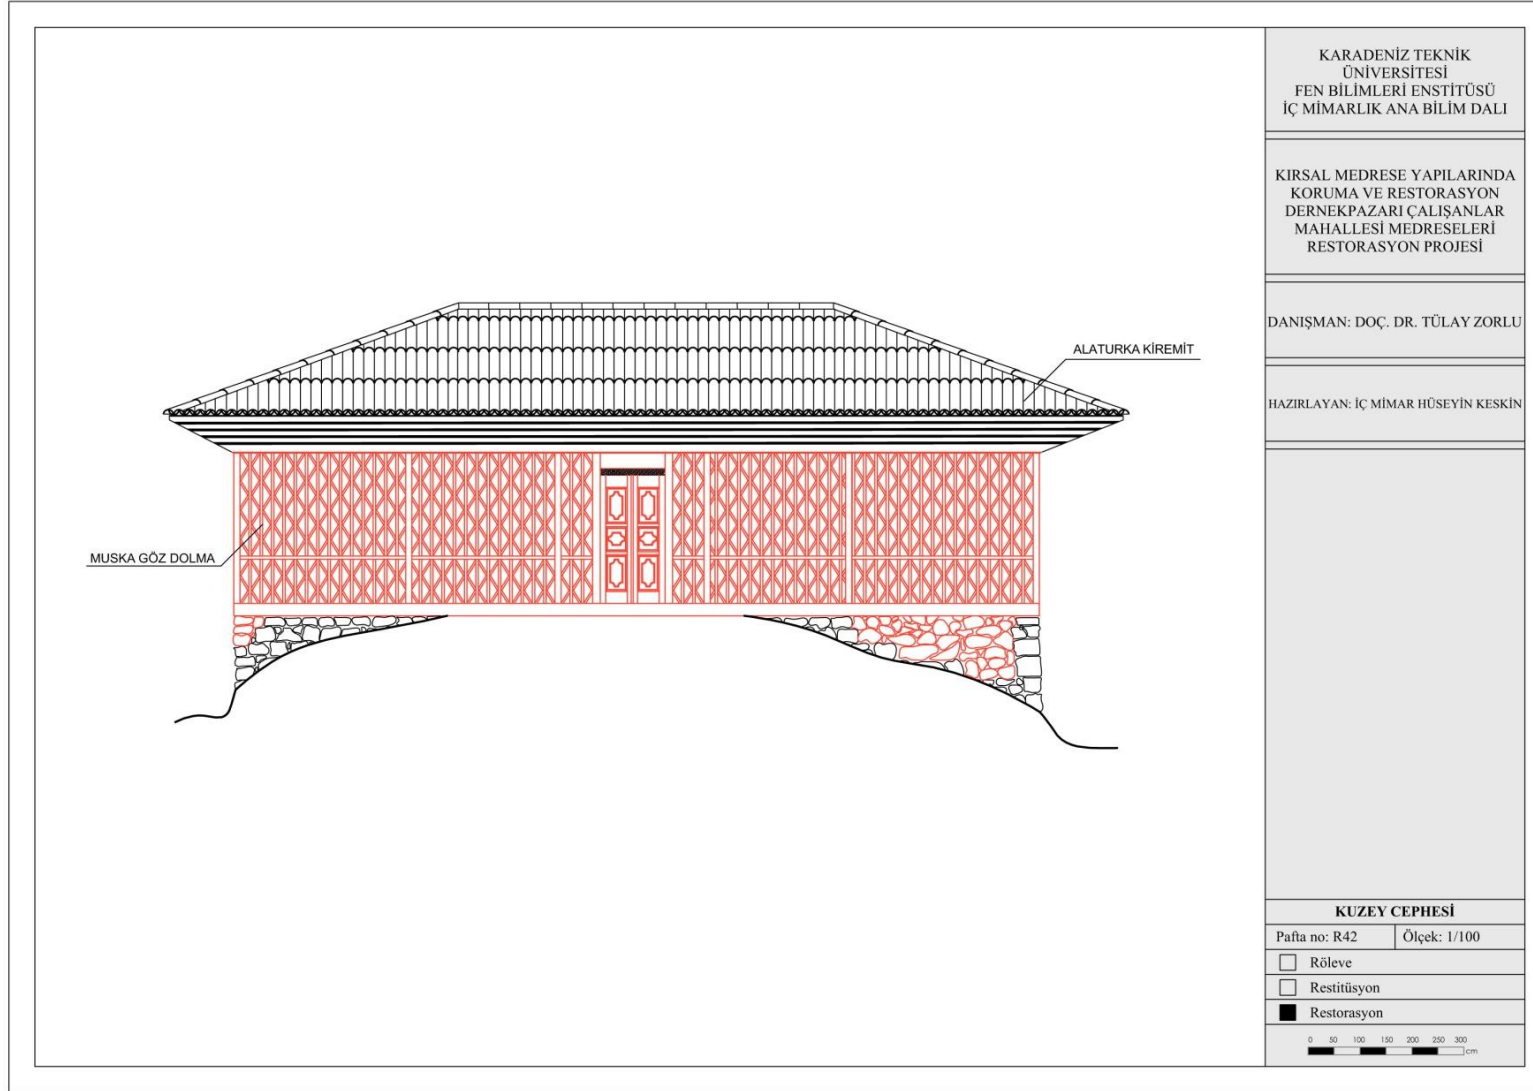 KARADENİZ TEKNİK
ÜNİVERSİTESİ
FEN BİLİMLERİ ENSTİTÜSÜ
İÇ MİMARLIK ANA BİLİM DALI
KIRSAL MEDRESE YAPILARINDA
KORUMA VE RESTORASYON
DERNEKPAZARI ÇALIŞANLAR
MAHALLESİ MEDRESELERİ
RESTORASYON PROJESİ
DANIŞMAN: DOÇ. DR. TÜLAY ZORLU
HAZIRLAYAN: İÇ MİMAR HÜSEYİN KESKİN
ALATURKA KİREMİT
MUSKA GÖZ DOLMA
KUZEY CEPHESİ
Pafta no: R42 Ölçek: 1/100
Röleve
Restitüsyon
Restorasyon
0 50 100 150 200 250 300
cm